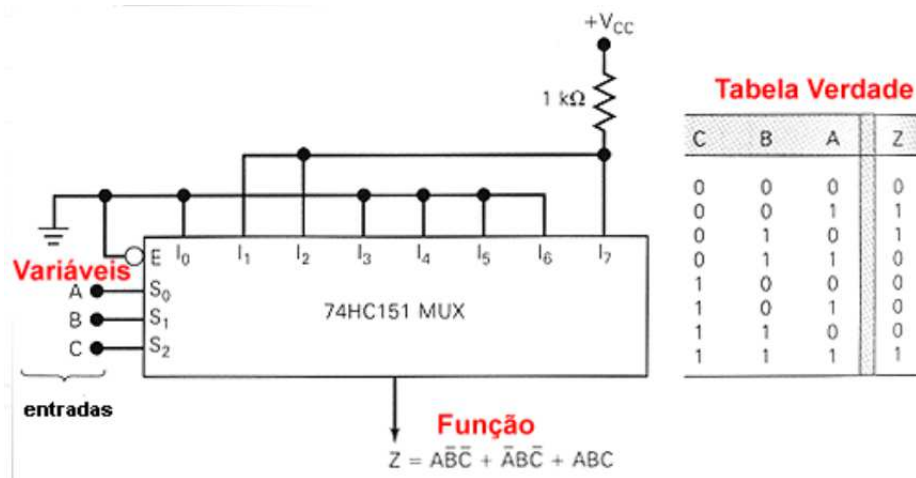 +VCC
1 kΩ
Tabela Verdade
C B A Z
0 0 0 0
0 0 1 1
0 1 0 1
0 1 1 0
1 0 0 0
1 0 1 0
1 1 0 0
1 1 1 1
E I0 I1 I2 I3 I4 I5 I6 I7
Variáveis
A S0
B S1
C S2
74HC151 MUX
entradas
Função
Z = AB̅C̅ + A̅BC̅ + ABC